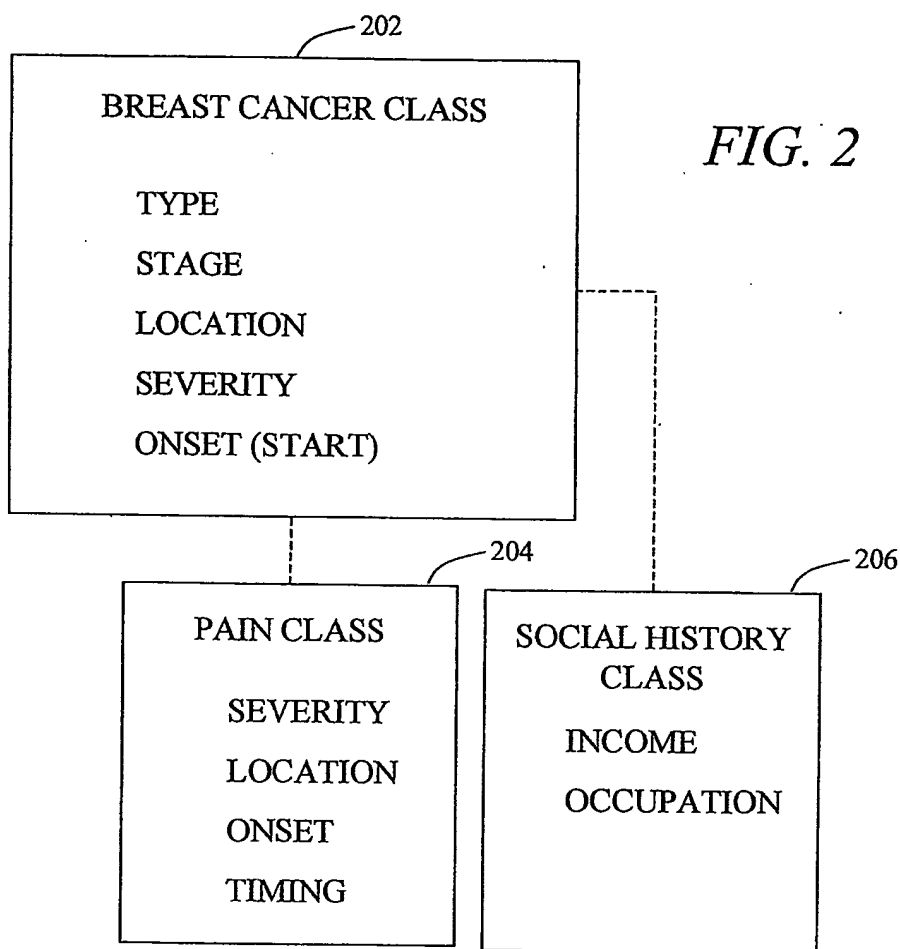 202
BREAST CANCER CLASS
FIG. 2
TYPE
STAGE
LOCATION
SEVERITY
ONSET (START)
204
206
PAIN CLASS
SEVERITY
LOCATION
ONSET
TIMING
SOCIAL HISTORY
CLASS
INCOME
OCCUPATION